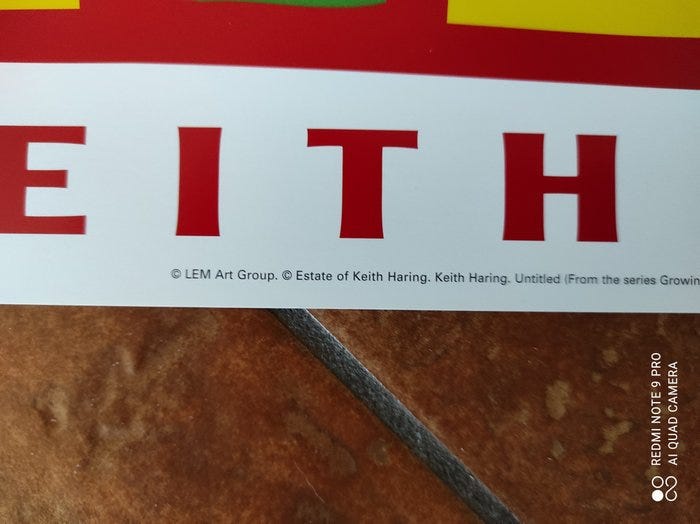 EITH
© LEM Art Group. © Estate of Keith Haring. Keith Haring. Untitled (From the series Growin
REDMI NOTE 9 PRO
AI QUAD CAMERA